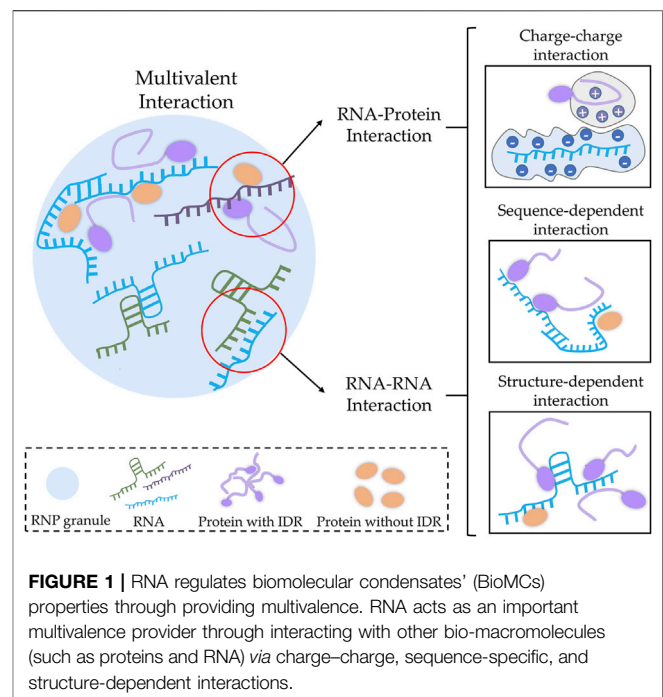 Multivalent
Interaction
RNA-Protein
Interaction
RNA-RNA
Interaction
Charge-charge
interaction
Sequence-dependent
interaction
Structure-dependent
interaction
RNP granule
RNA
Protein with IDR
Protein without IDR
FIGURE 1 | RNA regulates biomolecular condensates’ (BioMCs)
properties through providing multivalence. RNA acts as an important
multivalence provider through interacting with other bio-macromolecules
(such as proteins and RNA) via charge–charge, sequence-specific, and
structure-dependent interactions.